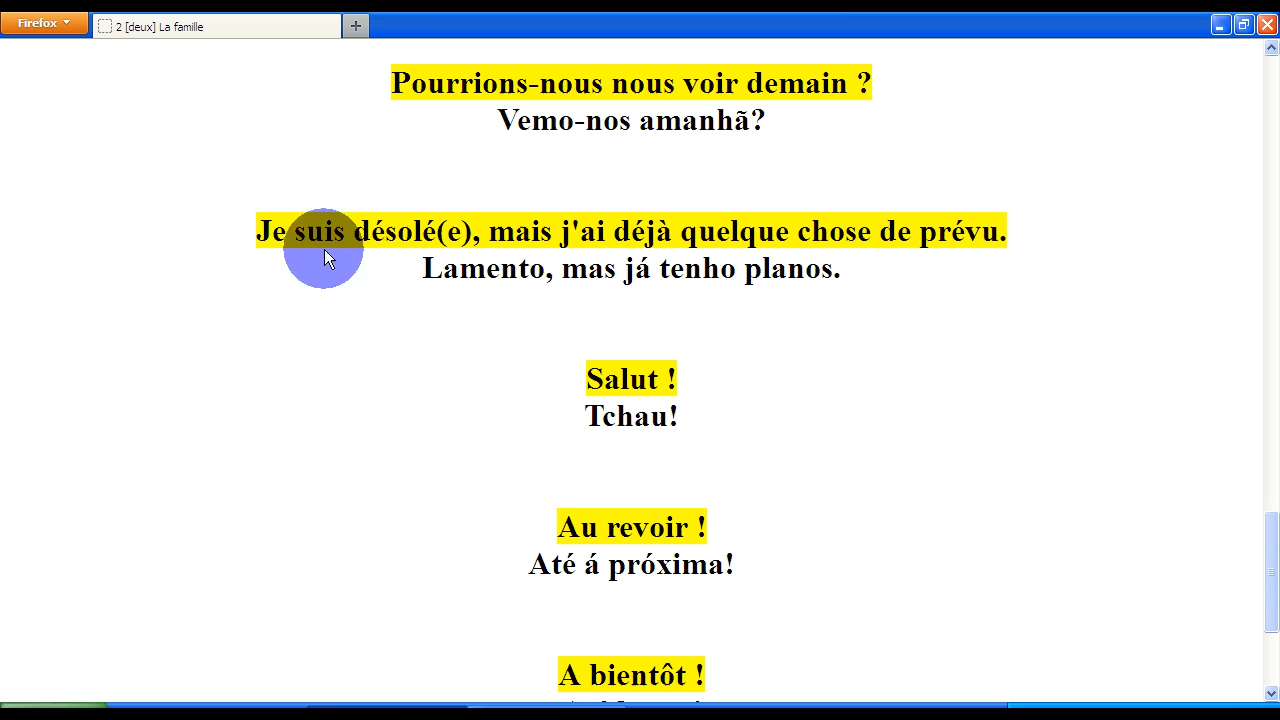 Firefox
2 [deux] La famille
Pourrions-nous nous voir demain ?
Vemo-nos amanhã?
Je suis désolé(e), mais j'ai déjà quelque chose de prévu.
Lamento, mas já tenho planos.
Salut !
Tchau!
Au revoir !
Até á próxima!
A bientôt !